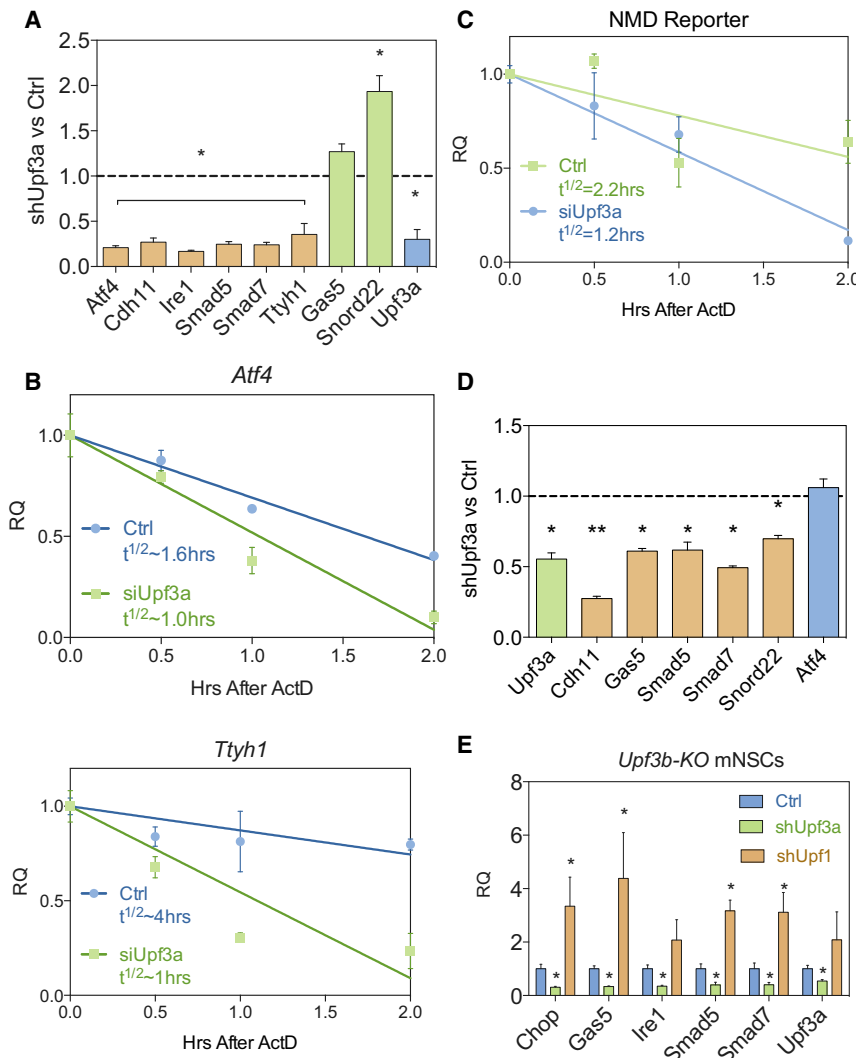 A
shUpf3a vs Ctrl
2.5
2.0
1.5
1.0
0.5
0.0
*
*
*
Atf4
Cdh11
Ire1
Smad5
Smad7
Ttyh1
Gas5
Snord22
Upf3a
B
Atf4
RQ
1.0
0.5
0.0
Ctrl
t1/2~1.6hrs
siUpf3a
t1/2~1.0hrs
0.0 0.5 1.0 1.5 2.0
Hrs After ActD
Ttyh1
RQ
1.0
0.5
0.0
Ctrl
t1/2~4hrs
siUpf3a
t1/2~1hrs
0.0 0.5 1.0 1.5 2.0
Hrs After ActD
C
NMD Reporter
RQ
1.0
0.5
0.0
Ctrl
t1/2=2.2hrs
siUpf3a
t1/2=1.2hrs
0.0 0.5 1.0 2.0
Hrs After ActD
D
shUpf3a vs Ctrl
1.5
1.0
0.5
0.0
* ** * * * *
Upf3a
Cdh11
Gas5
Smad5
Smad7
Snord22
Atf4
E
Upf3b-KO mNSCs
RQ
8
6
4
2
0
Ctrl
shUpf3a
shUpf1
* * * *
* * * * * *
Chop
Gas5
Ire1
Smad5
Smad7
Upf3a